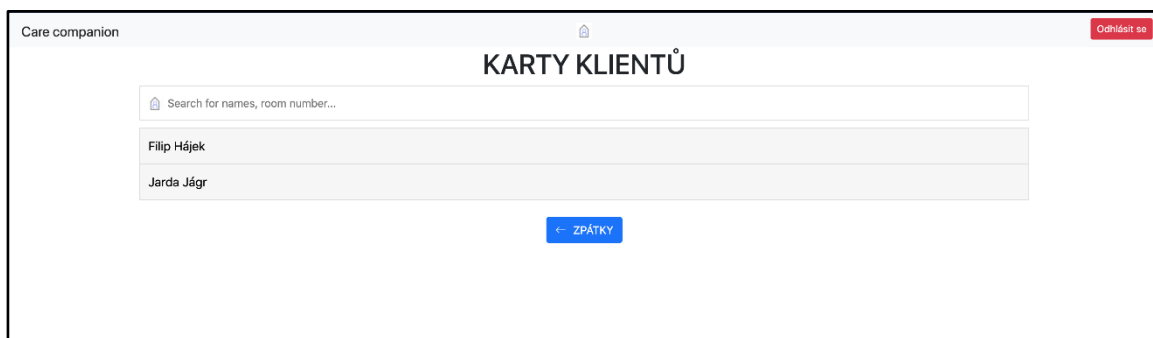 Care companion
Odhlásit se
KARTY KLIENTŮ
Search for names, room number...
Filip Hájek
Jarda Jágr
← ZPÁTKY